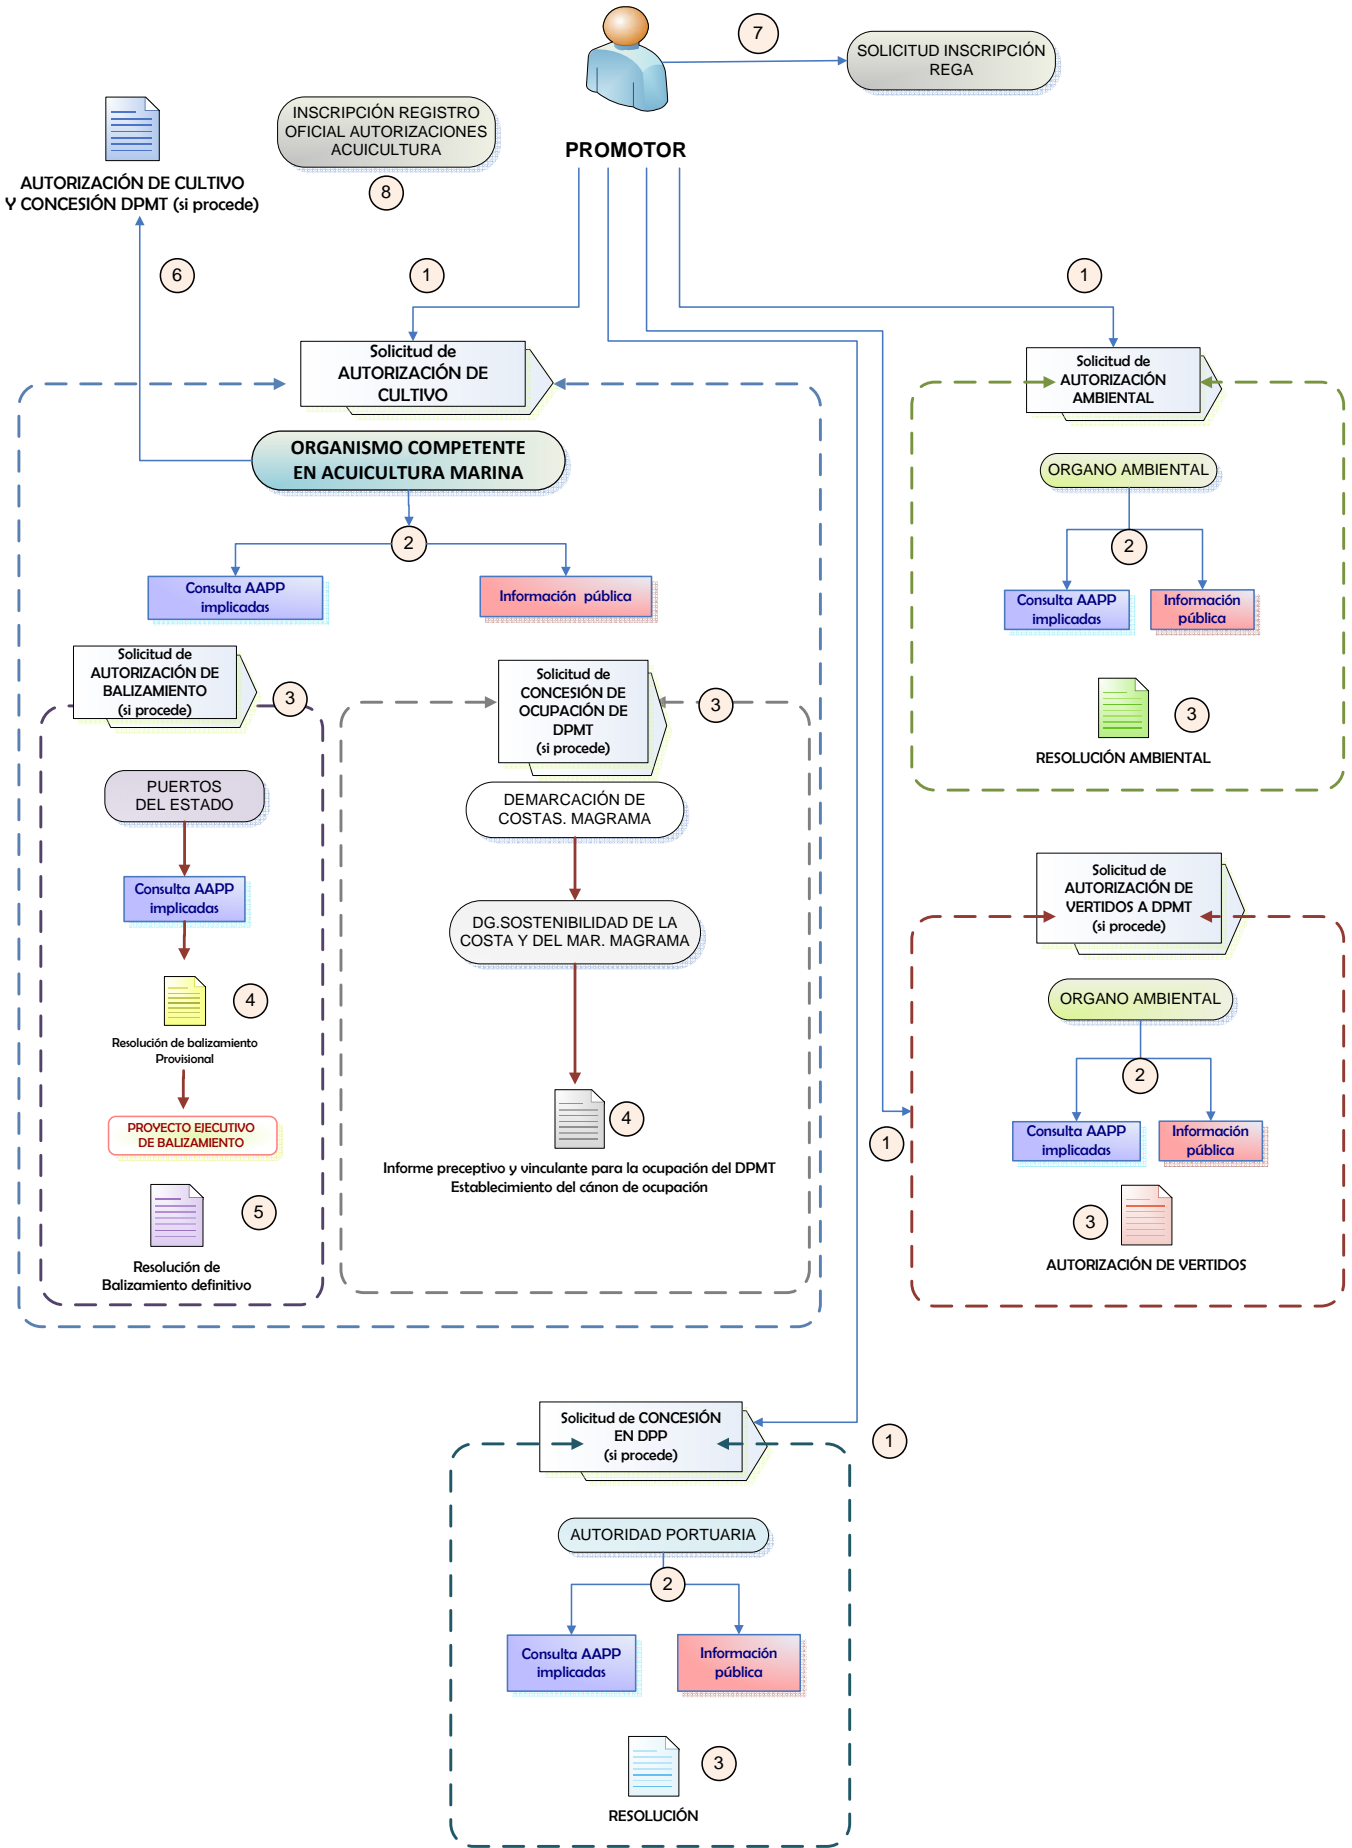 7
SOLICITUD INSCRIPCIÓN
REGA
INSCRIPCIÓN REGISTRO
OFICIAL AUTORIZACIONES
ACUICULTURA
8
PROMOTOR
AUTORIZACIÓN DE CULTIVO
Y CONCESIÓN DPMT (si procede)
6
1
1
Solicitud de
AUTORIZACIÓN DE
CULTIVO
ORGANISMO COMPETENTE
EN ACUICULTURA MARINA
2
Consulta AAPP
implicadas
Información pública
Solicitud de
AUTORIZACIÓN DE
BALIZAMIENTO
(si procede)
3
PUERTOS
DEL ESTADO
Consulta AAPP
implicadas
4
Resolución de balizamiento
Provisional
PROYECTO EJECUTIVO
DE BALIZAMIENTO
5
Resolución de
Balizamiento definitivo
Solicitud de
CONCESIÓN DE
OCUPACIÓN DE
DPMT
(si procede)
3
DEMARCACIÓN DE
COSTAS. MAGRAMA
DG.SOSTENIBILIDAD DE LA
COSTA Y DEL MAR. MAGRAMA
4
Informe preceptivo y vinculante para la ocupación del DPMT
Establecimiento del cánon de ocupación
Solicitud de
AUTORIZACIÓN
AMBIENTAL
ORGANO AMBIENTAL
2
Consulta AAPP
implicadas
Información
pública
3
RESOLUCIÓN AMBIENTAL
Solicitud de
AUTORIZACIÓN DE
VERTIDOS A DPMT
(si procede)
ORGANO AMBIENTAL
2
1
Consulta AAPP
implicadas
Información
pública
3
AUTORIZACIÓN DE VERTIDOS
Solicitud de CONCESIÓN
EN DPP
(si procede)
1
AUTORIDAD PORTUARIA
2
Consulta AAPP
implicadas
Información
pública
3
RESOLUCIÓN